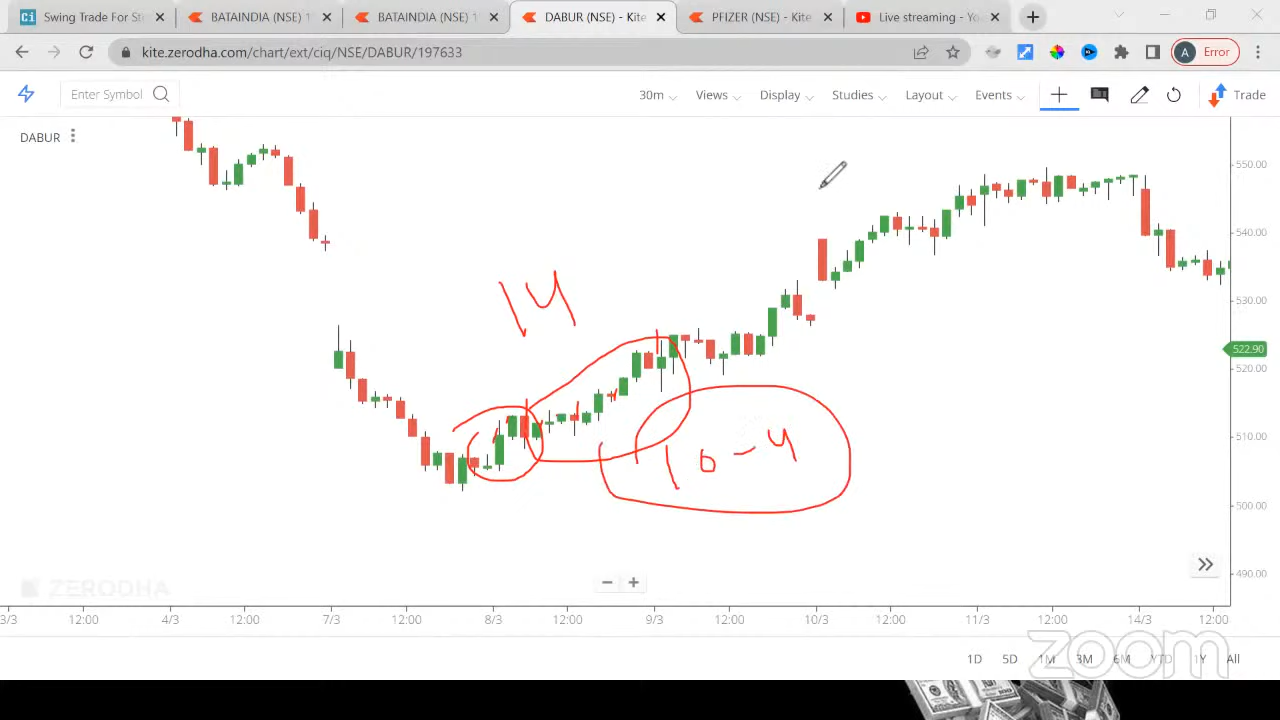 Swing Trade For St
BATAINDIA (NSE) 1
BATAINDIA (NSE) 1
DABUR (NSE) - Kite
PFIZER (NSE) - Kite
Live streaming - Yo
kite.zerodha.com/chart/ext/ciq/NSE/DABUR/197633
A Error
Enter Symbol
30m Views Display Studies Layout Events Trade
DABUR
550.00
540.00
530.00
522.90
520.00
510.00
500.00
490.00
14
10-4
ZERODHA
3/3 12:00 4/3 12:00 7/3 12:00 8/3 12:00 9/3 12:00 10/3 12:00 11/3 12:00 14/3 12:00
1D 5D 1M 3M 6M YTD 1Y All
zoom